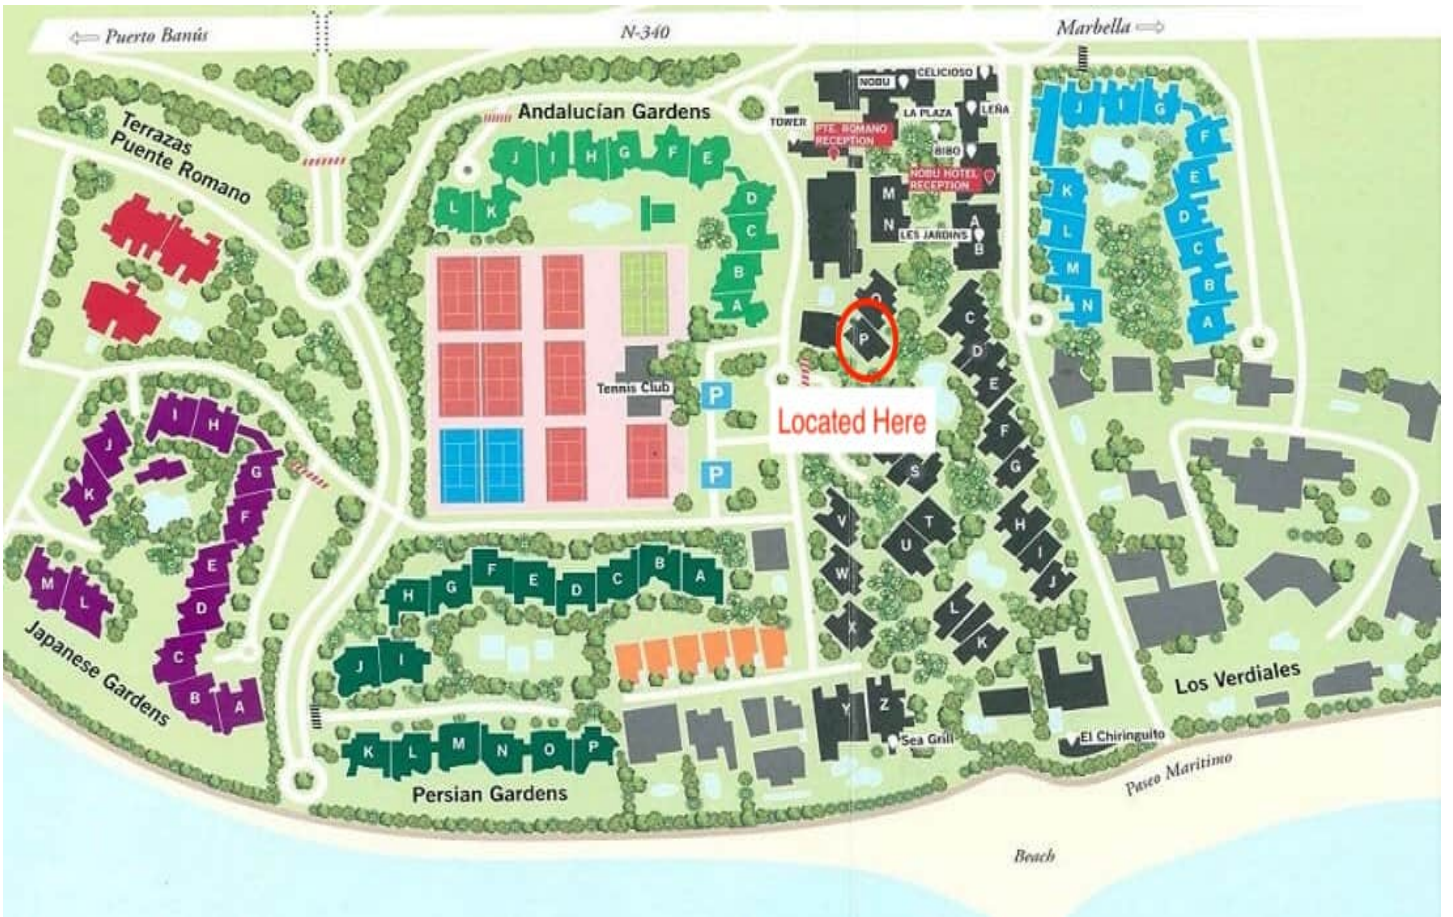 Puerto Banús
N-340
Marbella
Terrazas
Puente Romano
Andalucían Gardens
J
I
H
G
F
E
L
K
D
C
B
A
TOWER
NOBU
CELICIOSO
LA PLAZA
LEÑA
PTE. ROMANO
RECEPTION
BIBO
NOBU HOTEL
RECEPTION
M
N
LES JARDINS
A
B
G
F
E
D
C
B
A
K
L
M
N
P
Located Here
C
D
E
F
G
S
T
U
V
W
H
I
J
L
K
Y
Z
Tennis Club
P
P
I
H
J
K
G
F
E
D
C
B
A
M
L
Japanese Gardens
H
G
F
E
D
C
B
A
J
I
K
L
M
N
O
P
Persian Gardens
Sea Grill
El Chiringuito
Los Verdiales
Paseo Maritimo
Beach